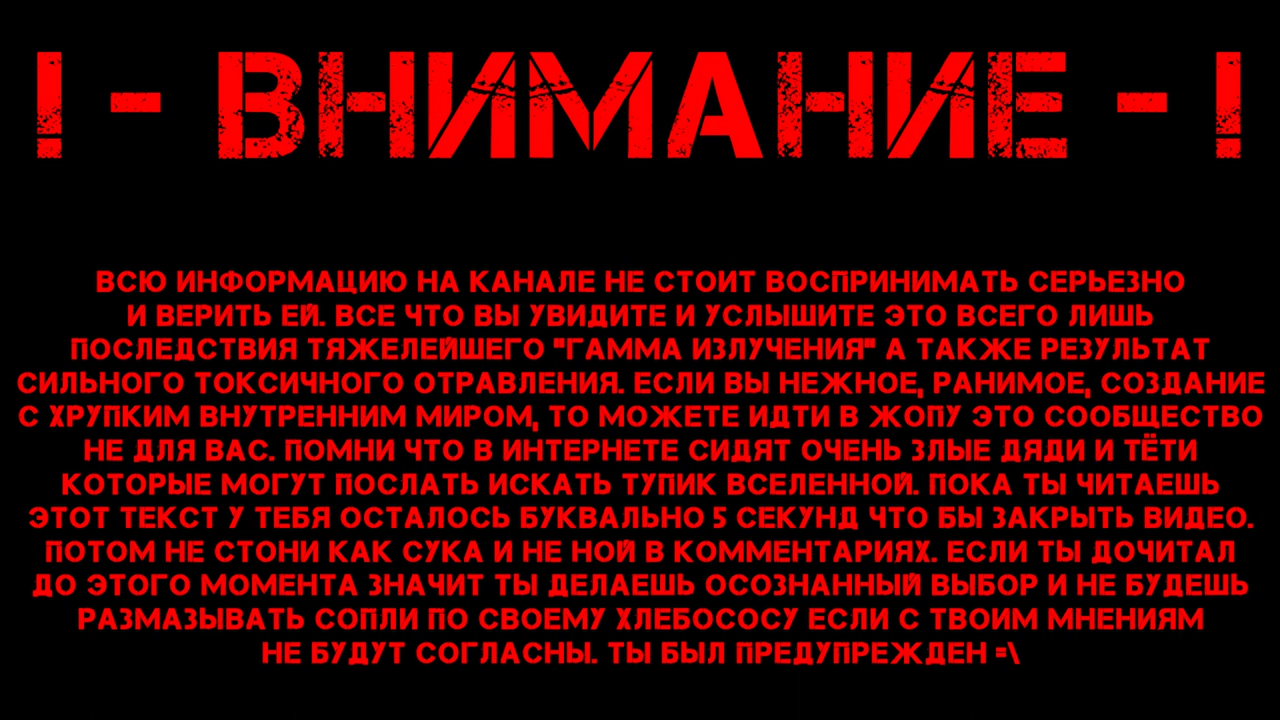 ! - ВНИМАНИЕ - !
ВСЮ ИНФОРМАЦИЮ НА КАНАЛЕ НЕ СТОИТ ВОСПРИНИМАТЬ СЕРЬЕЗНО
И ВЕРИТЬ ЕЙ. ВСЕ ЧТО ВЫ УВИДИТЕ И УСЛЫШИТЕ ЭТО ВСЕГО ЛИШЬ
ПОСЛЕДСТВИЯ ТЯЖЕЛЕЙШЕГО "ГАММА ИЗЛУЧЕНИЯ" А ТАКЖЕ РЕЗУЛЬТАТ
СИЛЬНОГО ТОКСИЧНОГО ОТРАВЛЕНИЯ. ЕСЛИ ВЫ НЕЖНОЕ, РАНИМОЕ, СОЗДАНИЕ
С ХРУПКИМ ВНУТРЕННИМ МИРОМ, ТО МОЖЕТЕ ИДТИ В ЖОПУ ЭТО СООБЩЕСТВО
НЕ ДЛЯ ВАС. ПОМНИ ЧТО В ИНТЕРНЕТЕ СИДЯТ ОЧЕНЬ ЗЛЫЕ ДЯДИ И ТЁТИ
КОТОРЫЕ МОГУТ ПОСЛАТЬ ИСКАТЬ ТУПИК ВСЕЛЕННОЙ. ПОКА ТЫ ЧИТАЕШЬ
ЭТОТ ТЕКСТ У ТЕБЯ ОСТАЛОСЬ БУКВАЛЬНО 5 СЕКУНД ЧТО БЫ ЗАКРЫТЬ ВИДЕО.
ПОТОМ НЕ СТОНИ КАК СУКА И НЕ НОЙ В КОММЕНТАРИЯХ. ЕСЛИ ТЫ ДОЧИТАЛ
ДО ЭТОГО МОМЕНТА ЗНАЧИТ ТЫ ДЕЛАЕШЬ ОСОЗНАННЫЙ ВЫБОР И НЕ БУДЕШЬ
РАЗМАЗЫВАТЬ СОПЛИ ПО СВОЕМУ ХЛЕБОСОСУ ЕСЛИ С ТВОИМ МНЕНИЯМ
НЕ БУДУТ СОГЛАСНЫ. ТЫ БЫЛ ПРЕДУПРЕЖДЕН =\